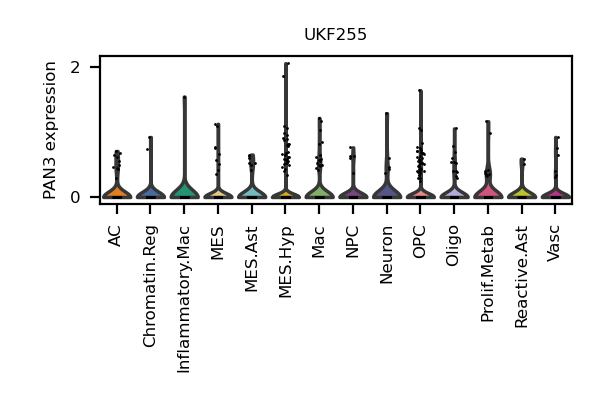 UKF255
PAN3 expression
2
0
AC
Chromatin.Reg
Inflammatory.Mac
MES
MES.Ast
MES.Hyp
Mac
NPC
Neuron
OPC
Oligo
Prolif.Metab
Reactive.Ast
Vasc